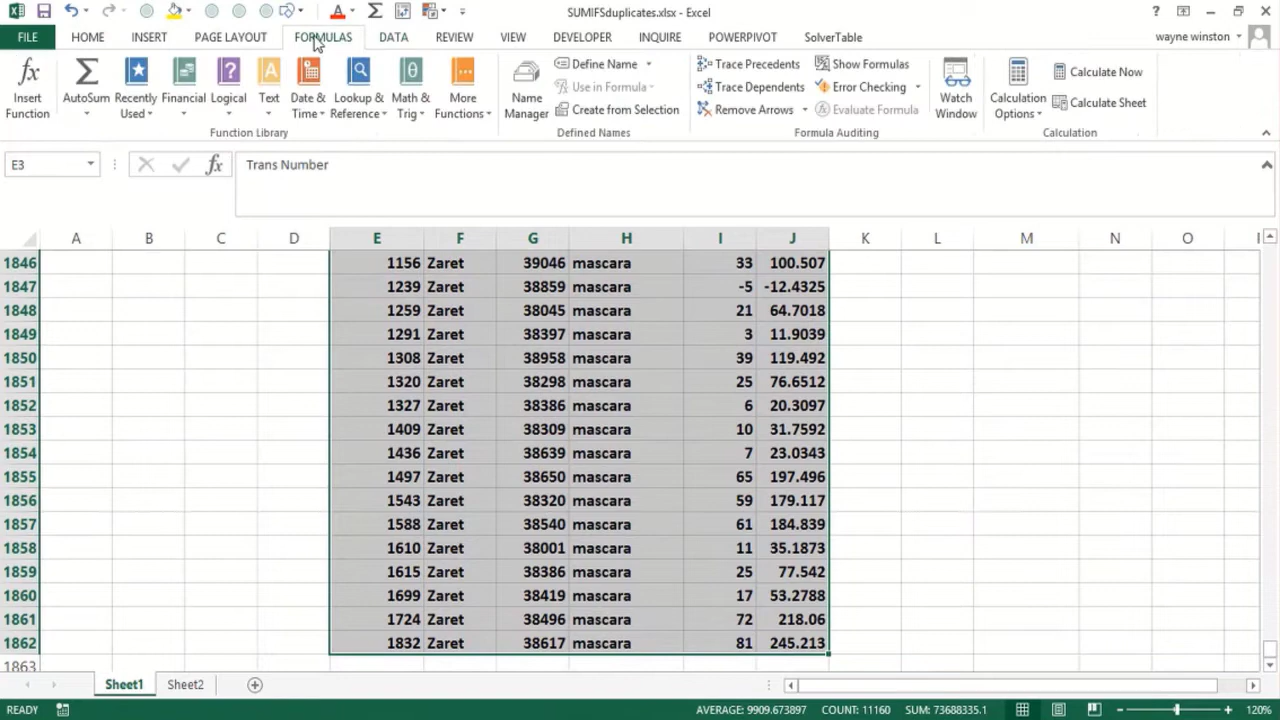 SUMIFSduplicates.xlsx - Excel
FILE HOME INSERT PAGE LAYOUT FORMULAS DATA REVIEW VIEW DEVELOPER INQUIRE POWERPIVOT SolverTable wayne winston
Insert Function
AutoSum
Recently Used
Financial
Logical
Text
Date & Time
Lookup & Reference
Math & Trig
More Functions
Function Library
Name Manager
Define Name
Use in Formula
Create from Selection
Defined Names
Trace Precedents
Trace Dependents
Remove Arrows
Show Formulas
Error Checking
Evaluate Formula
Formula Auditing
Watch Window
Calculation Options
Calculate Now
Calculate Sheet
Calculation
E3 fx Trans Number
A B C D E F G H I J K L M N O
1846 1156 Zaret 39046 mascara 33 100.507
1847 1239 Zaret 38859 mascara -5 -12.4325
1848 1259 Zaret 38045 mascara 21 64.7018
1849 1291 Zaret 38397 mascara 3 11.9039
1850 1308 Zaret 38958 mascara 39 119.492
1851 1320 Zaret 38298 mascara 25 76.6512
1852 1327 Zaret 38386 mascara 6 20.3097
1853 1409 Zaret 38309 mascara 10 31.7592
1854 1436 Zaret 38639 mascara 7 23.0343
1855 1497 Zaret 38650 mascara 65 197.496
1856 1543 Zaret 38320 mascara 59 179.117
1857 1588 Zaret 38540 mascara 61 184.839
1858 1610 Zaret 38001 mascara 11 35.1873
1859 1615 Zaret 38386 mascara 25 77.542
1860 1699 Zaret 38419 mascara 17 53.2788
1861 1724 Zaret 38496 mascara 72 218.06
1862 1832 Zaret 38617 mascara 81 245.213
1863
Sheet1 Sheet2
READY AVERAGE: 9909.673897 COUNT: 11160 SUM: 73688335.1 120%